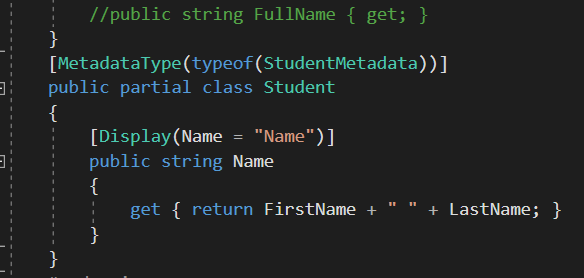 //public string FullName { get; }
}
[MetadataType(typeof(StudentMetadata))]
public partial class Student
{
[Display(Name = "Name")]
public string Name
{
get { return FirstName + " " + LastName; }
}
}